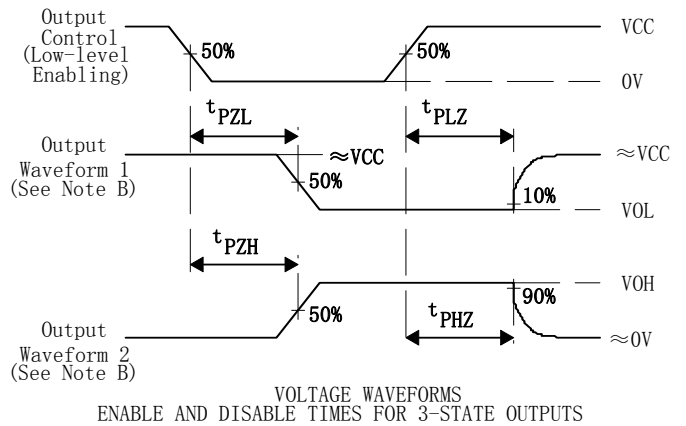 Output
Control
(Low-level
Enabling)
50%
50%
VCC
0V
tPZL
tPLZ
Output
Waveform 1
(See Note B)
≈VCC
50%
10%
≈VCC
VOL
tPZH
50%
tPHZ
90%
VOH
≈0V
Output
Waveform 2
(See Note B)
VOLTAGE WAVEFORMS
ENABLE AND DISABLE TIMES FOR 3-STATE OUTPUTS